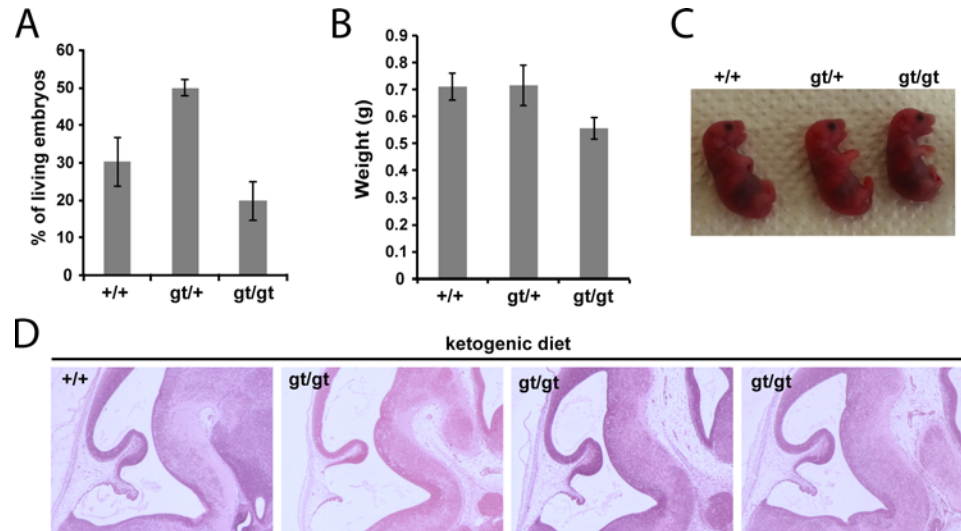 A
% of living embryos
60
50
40
30
20
10
0
+/+ gt/+ gt/gt
B
Weight (g)
0.9
0.8
0.7
0.6
0.5
0.4
0.3
0.2
0.1
0
+/+ gt/+ gt/gt
C
+/+ gt/+ gt/gt
D
ketogenic diet
+/+ gt/gt gt/gt gt/gt